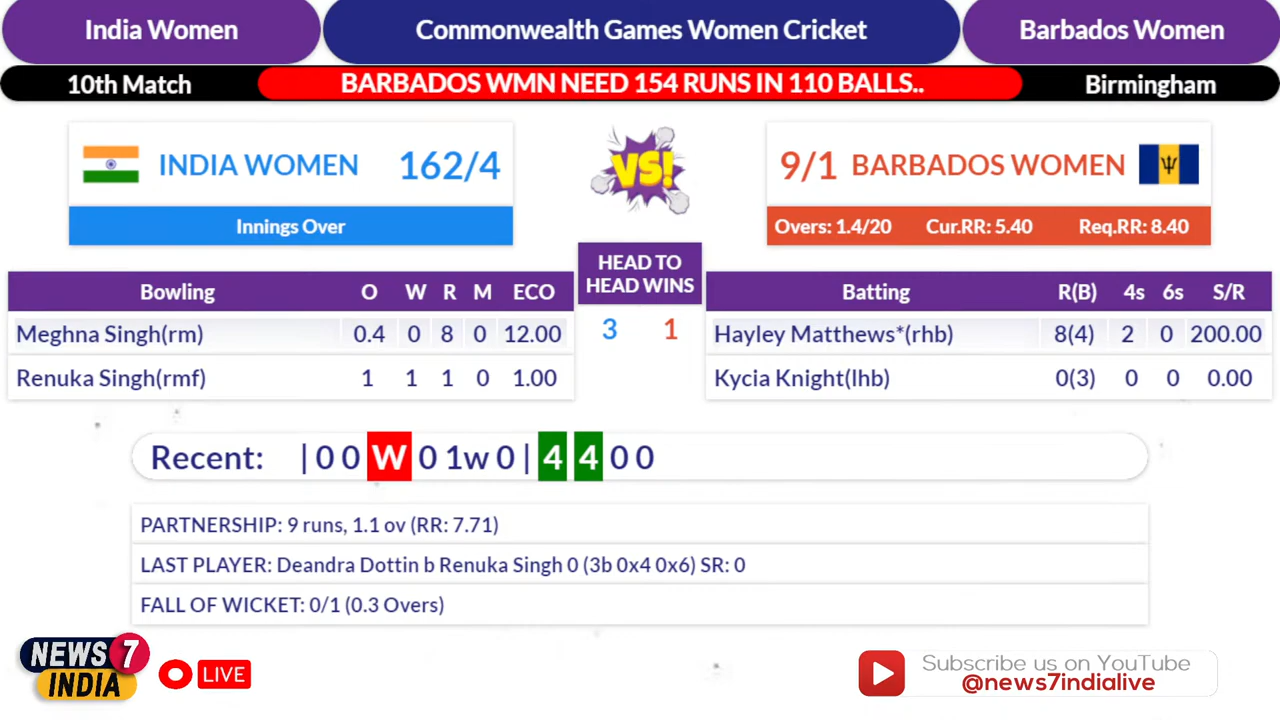 India Women Commonwealth Games Women Cricket Barbados Women
10th Match BARBADOS WMN NEED 154 RUNS IN 110 BALLS.. Birmingham
INDIA WOMEN 162/4
Innings Over
VS!
9/1 BARBADOS WOMEN
Overs: 1.4/20 Cur.RR: 5.40 Req.RR: 8.40
Bowling O W R M ECO
Meghna Singh(rm) 0.4 0 8 0 12.00
Renuka Singh(rmf) 1 1 1 0 1.00
HEAD TO
HEAD WINS
3 1
Batting R(B) 4s 6s S/R
Hayley Matthews*(rhb) 8(4) 2 0 200.00
Kycia Knight(lhb) 0(3) 0 0 0.00
Recent: |0 0 W 0 1w 0| 4 4 0 0
PARTNERSHIP: 9 runs, 1.1 ov (RR: 7.71)
LAST PLAYER: Deandra Dottin b Renuka Singh 0 (3b 0x4 0x6) SR: 0
FALL OF WICKET: 0/1 (0.3 Overs)
NEWS 7
INDIA
LIVE
Subscribe us on YouTube
@news7indialive